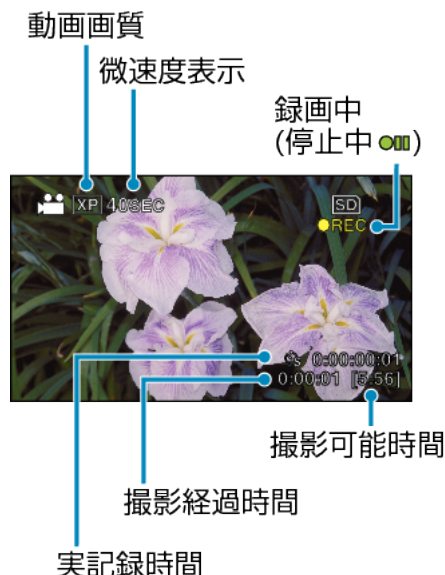 動画画質
微速度表示
録画中
(停止中●II)
XP 40SEC
SD
●REC
0:00:00:01
0:00:01 [5:56]
撮影可能時間
撮影経過時間
実記録時間